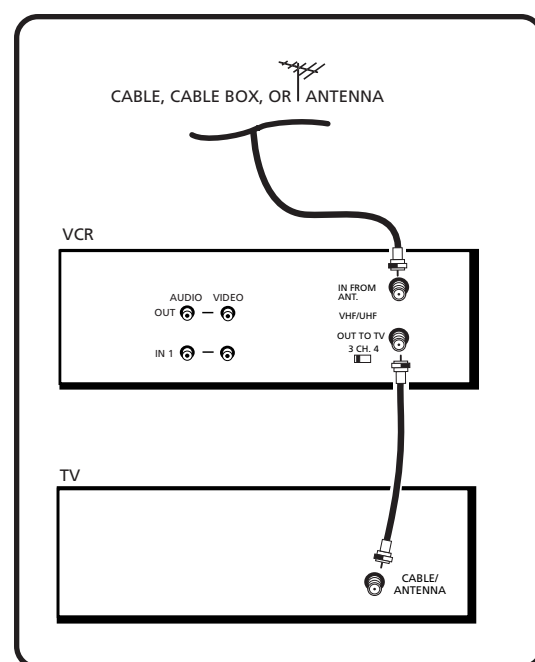 CABLE, CABLE BOX, OR ANTENNA
VCR
AUDIO VIDEO
OUT
IN 1
IN FROM
ANT.
VHF/UHF
OUT TO TV
3 CH. 4
TV
CABLE/
ANTENNA